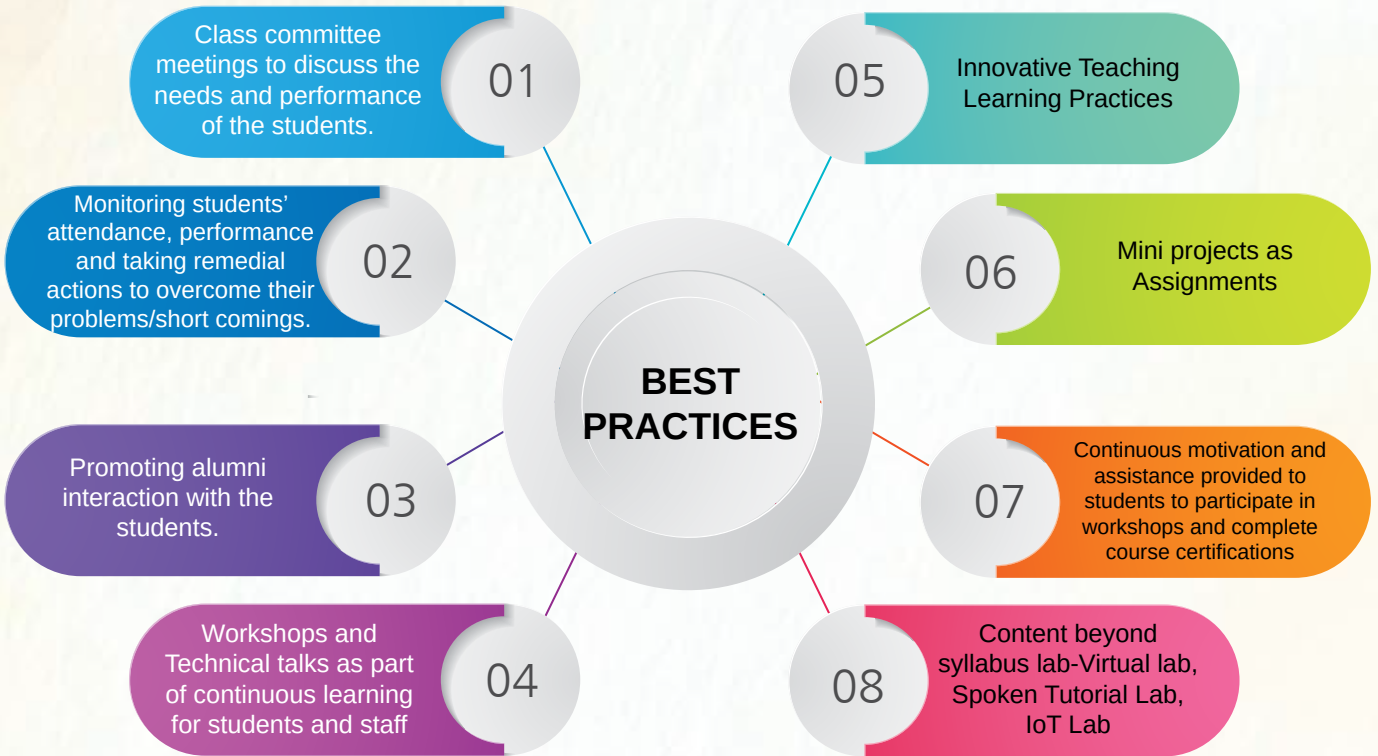 Class committee
meetings to discuss the
needs and performance
of the students.
01
Monitoring students’
attendance, performance
and taking remedial
actions to overcome their
problems/short comings.
02
Promoting alumni
interaction with the
students.
03
Workshops and
Technical talks as part
of continuous learning
for students and staff
04
BEST
PRACTICES
05
Innovative Teaching
Learning Practices
06
Mini projects as
Assignments
07
Continuous motivation and
assistance provided to
students to participate in
workshops and complete
course certifications
08
Content beyond
syllabus lab-Virtual lab,
Spoken Tutorial Lab,
IoT Lab